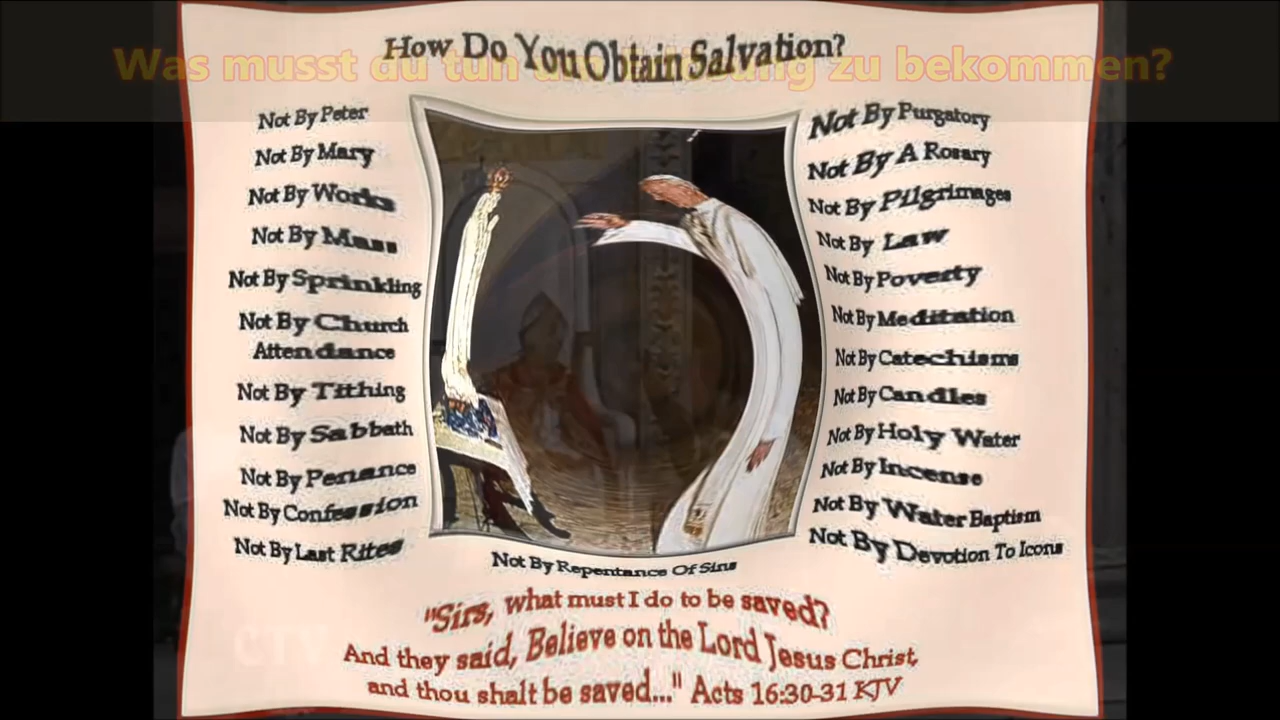 How Do You Obtain Salvation?
Was musst du tun zu bekommen?
Not By Peter
Not By Mary
Not By Works
Not By Mass
Not By Sprinkling
Not By Church
Attendance
Not By Tithing
Not By Sabbath
Not By Penance
Not By Confession
Not By Last Rites
Not By Purgatory
Not By A Rosary
Not By Pilgrimages
Not By Law
Not By Poverty
Not By Meditation
Not By Catechisms
Not By Candles
Not By Holy Water
Not By Incense
Not By Water Baptism
Not By Devotion To Icons
Not By Repentance Of Sins
"Sirs, what must I do to be saved?
And they said, Believe on the Lord Jesus Christ,
and thou shalt be saved..." Acts 16:30-31 KJV
CTV